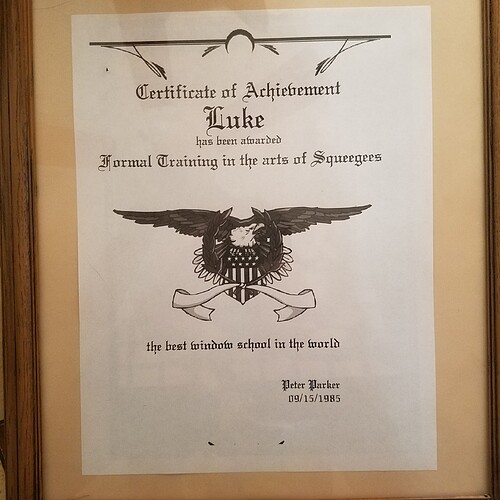 Certificate of Achievement
Luke
has been awarded
Formal Training in the arts of Squeegees
the best window school in the world
Peter Parker
09/15/1985